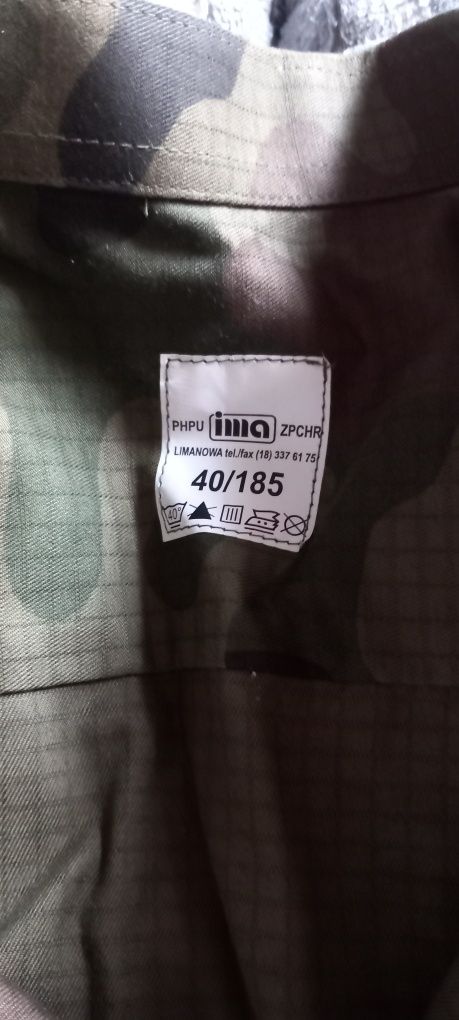 PHPU ima ZPCHR
LIMANOWA tel./fax (18) 337 61 75
40/185
40°